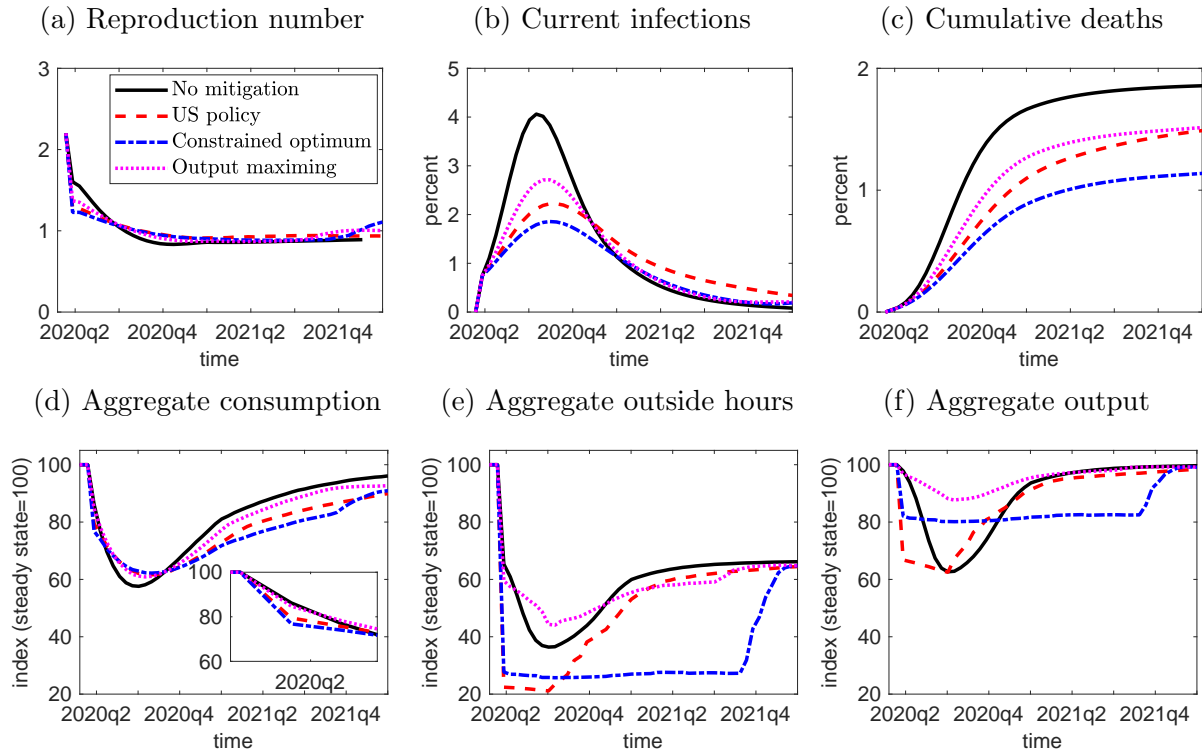 (a) Reproduction number
(b) Current infections
(c) Cumulative deaths
3
2
1
0
No mitigation
US policy
Constrained optimum
Output maximing
2020q2 2020q4 2021q2 2021q4
time
percent
5
4
3
2
1
0
2020q2 2020q4 2021q2 2021q4
time
percent
2
1
0
2020q2 2020q4 2021q2 2021q4
time
(d) Aggregate consumption
(e) Aggregate outside hours
(f) Aggregate output
index (steady state=100)
100
80
60
40
20
100
80
60
2020q2
2020q2 2020q4 2021q2 2021q4
time
index (steady state=100)
100
80
60
40
20
2020q2 2020q4 2021q2 2021q4
time
index (steady state=100)
100
80
60
40
20
2020q2 2020q4 2021q2 2021q4
time